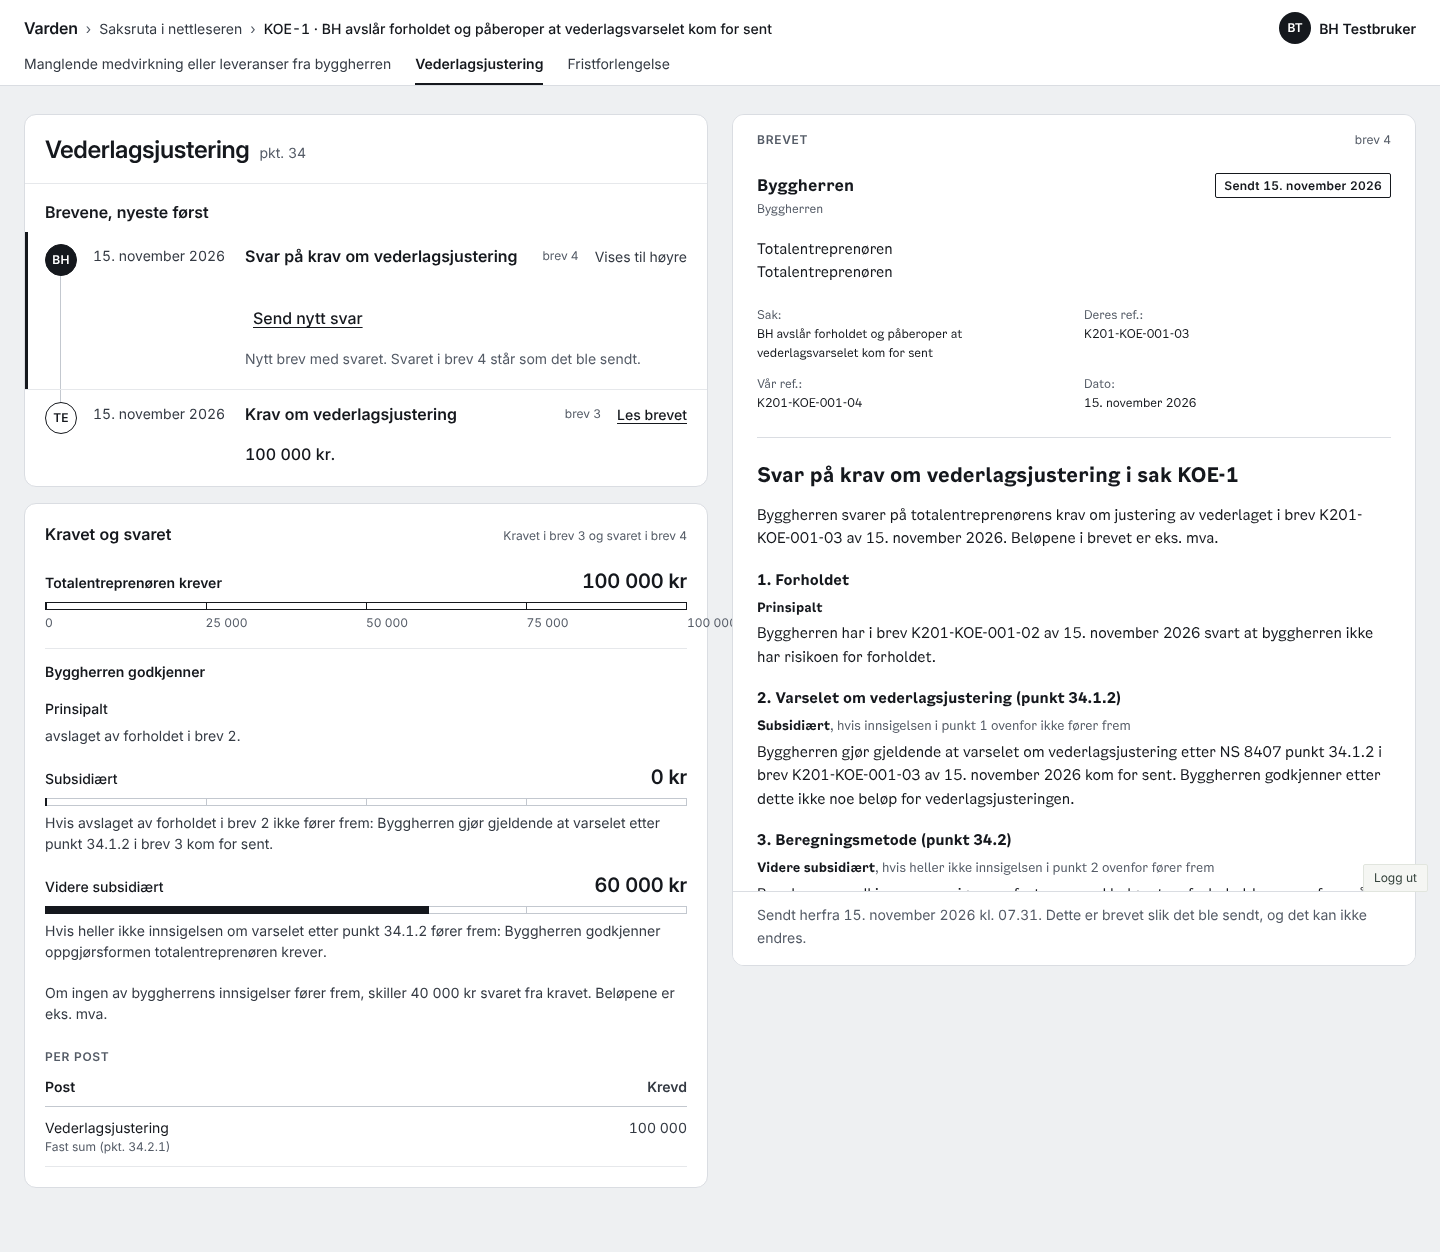 Varden › Saksruta i nettleseren › KOE-1 · BH avslår forholdet og påberoper at vederlagsvarselet kom for sent
BT BH Testbruker
Manglende medvirkning eller leveranser fra byggherren Vederlagsjustering Fristforlengelse
Vederlagsjustering pkt. 34
Brevene, nyeste først
BH 15. november 2026 Svar på krav om vederlagsjustering brev 4 Vises til høyre
Send nytt svar
Nytt brev med svaret. Svaret i brev 4 står som det ble sendt.
TE 15. november 2026 Krav om vederlagsjustering brev 3 Les brevet
100 000 kr.
Kravet og svaret Kravet i brev 3 og svaret i brev 4
Totalentreprenøren krever 100 000 kr
0 25 000 50 000 75 000 100 000
Byggherren godkjenner
Prinsipalt
avslaget av forholdet i brev 2.
Subsidiært 0 kr
Hvis avslaget av forholdet i brev 2 ikke fører frem: Byggherren gjør gjeldende at varselet etter
punkt 34.1.2 i brev 3 kom for sent.
Videre subsidiært 60 000 kr
Hvis heller ikke innsigelsen om varselet etter punkt 34.1.2 fører frem: Byggherren godkjenner
oppgjørsformen totalentreprenøren krever.
Om ingen av byggherrens innsigelser fører frem, skiller 40 000 kr svaret fra kravet. Beløpene er
eks. mva.
PER POST
Post Krevd
Vederlagsjustering 100 000
Fast sum (pkt. 34.2.1)
BREVET brev 4
Byggherren Sendt 15. november 2026
Byggherren
Totalentreprenøren
Totalentreprenøren
Sak: Deres ref.:
BH avslår forholdet og påberoper at K201-KOE-001-03
vederlagsvarselet kom for sent
Vår ref.: Dato:
K201-KOE-001-04 15. november 2026
Svar på krav om vederlagsjustering i sak KOE-1
Byggherren svarer på totalentreprenørens krav om justering av vederlaget i brev K201-
KOE-001-03 av 15. november 2026. Beløpene i brevet er eks. mva.
1. Forholdet
Prinsipalt
Byggherren har i brev K201-KOE-001-02 av 15. november 2026 svart at byggherren ikke
har risikoen for forholdet.
2. Varselet om vederlagsjustering (punkt 34.1.2)
Subsidiært, hvis innsigelsen i punkt 1 ovenfor ikke fører frem
Byggherren gjør gjeldende at varselet om vederlagsjustering etter NS 8407 punkt 34.1.2 i
brev K201-KOE-001-03 av 15. november 2026 kom for sent. Byggherren godkjenner etter
dette ikke noe beløp for vederlagsjusteringen.
3. Beregningsmetode (punkt 34.2)
Videre subsidiært, hvis heller ikke innsigelsen i punkt 2 ovenfor fører frem
Logg ut
Sendt herfra 15. november 2026 kl. 07.31. Dette er brevet slik det ble sendt, og det kan ikke
endres.